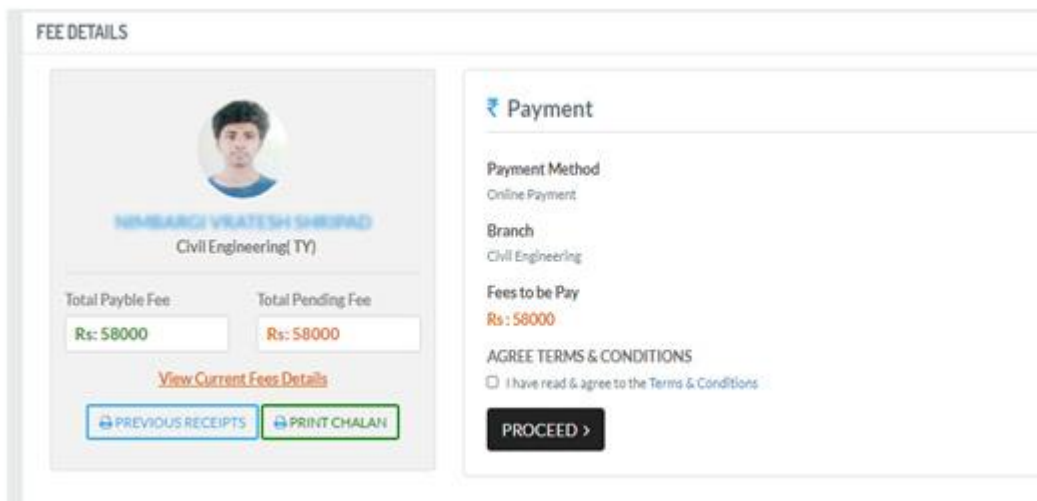 FEE DETAILS
Civil Engineering( TY)
Total Payble Fee
Total Pending Fee
Rs: 58000
Rs: 58000
View Current Fees Details
PREVIOUS RECEIPTS
PRINT CHALAN
₹ Payment
Payment Method
Online Payment
Branch
Civil Engineering
Fees to be Pay
Rs : 58000
AGREE TERMS & CONDITIONS
I have read & agree to the Terms & Conditions
PROCEED >